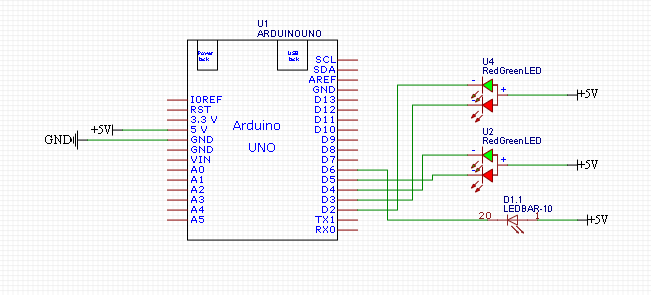 U1
ARDUINOUNO
Power
Jack
USB
Jack
SCL
SDA
AREF
GND
IOREF
D13
RST
D12
3.3 V
D11
+5V
5 V
D10
GND
GND
D9
GND
D8
VIN
D7
A0
D6
A1
D5
A2
D4
A3
D3
A4
D2
A5
TX1
RX0
Arduino
UNO
U4
RedGreenLED
-
+
+5V
-
U2
RedGreenLED
-
+
+5V
-
D1.1
LEDBAR-10
20
1
+5V